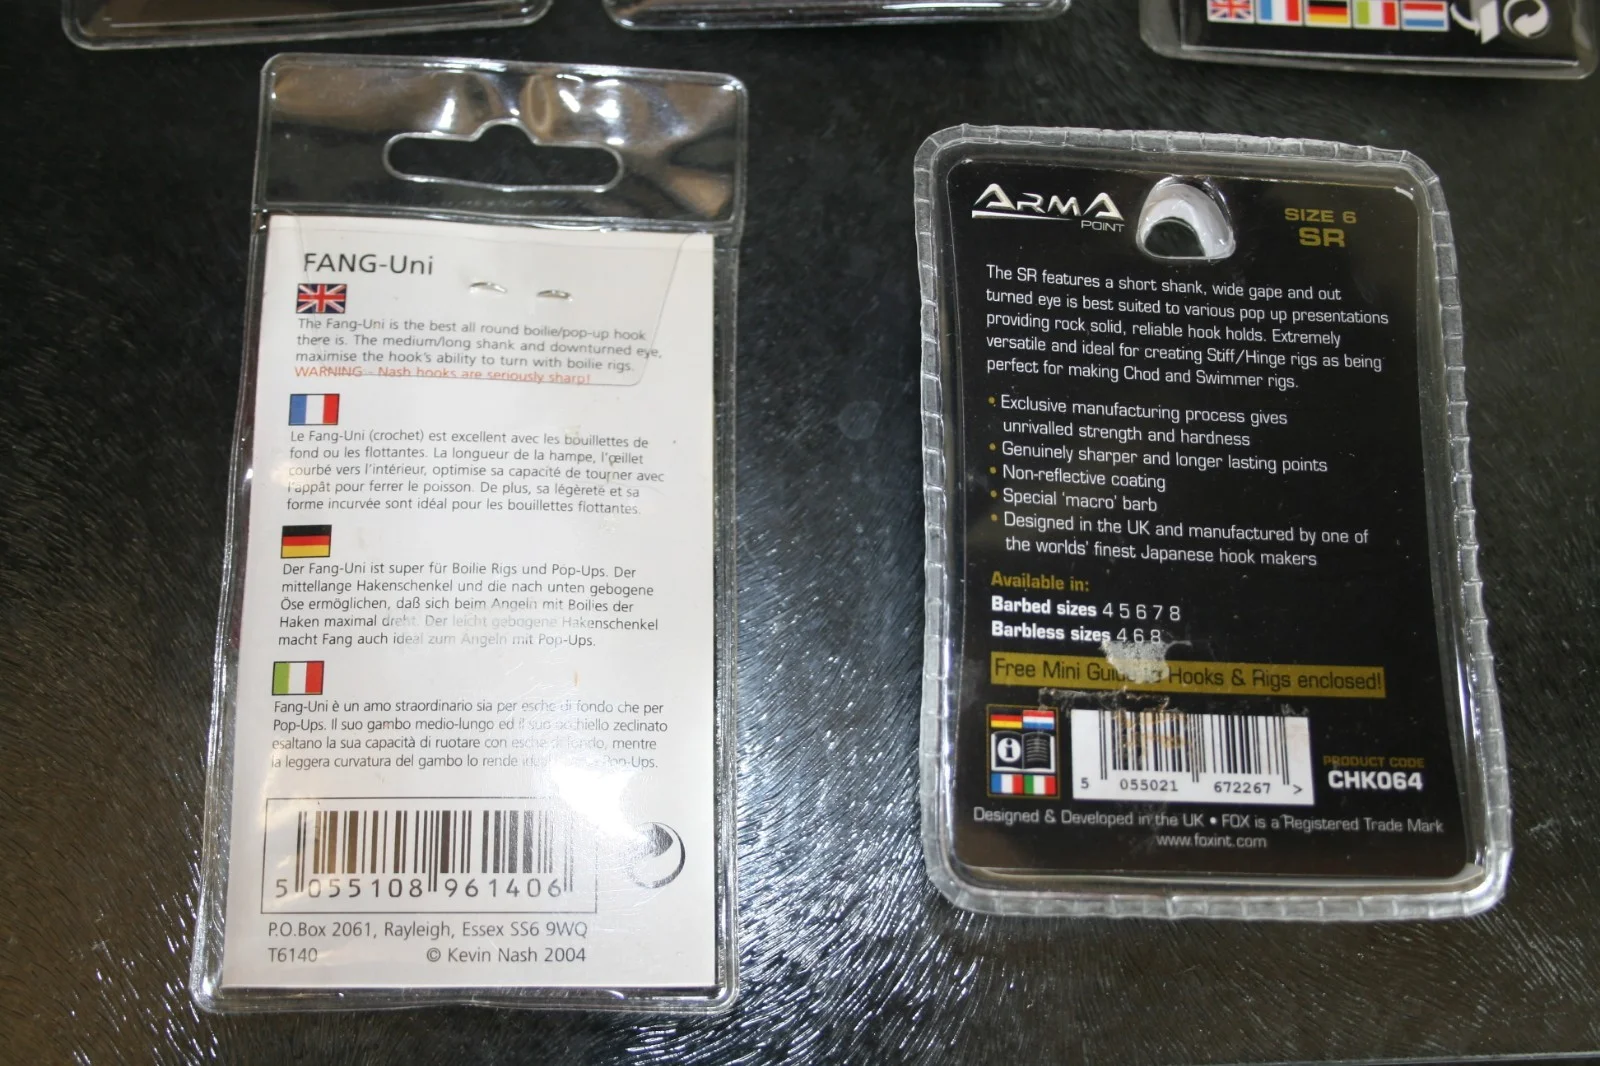 FANG-Uni
The Fang-Uni is the best all round boilie/pop-up hook
there is. The medium/long shank and downturned eye,
maximise the hook's ability to turn with boilie rigs.
WARNING - Nash hooks are seriously sharp!
Le Fang-Uni (crochet) est excellent avec les bouillettes de
fond ou les flottantes. La longueur de la hampe, l'œillet
courbé vers l'intérieur, optimise sa capacité de tourner avec
l'appât pour ferrer le poisson. De plus, sa légèreté et sa
forme incurvée sont idéal pour les bouillettes flottantes.
Der Fang-Uni ist super für Boilie Rigs und Pop-Ups. Der
mittellange Hakenschenkel und die nach unten gebogene
Öse ermöglichen, daß sich beim Angeln mit Boilies der
Haken maximal dreht. Der leicht gebogene Hakenschenkel
macht Fang auch ideal zum Angeln mit Pop-Ups.
Fang-Uni è un amo straordinario sia per esche di fondo che per
Pop-Ups. Il suo gambo medio-lungo ed il suo occhiello zeclinato
esaltano la sua capacità di ruotare con esche di fondo, mentre
la leggera curvatura del gambo lo rende Pop-Ups.
5 055108 961406
P.O.Box 2061, Rayleigh, Essex SS6 9WQ
T6140 © Kevin Nash 2004
ARMA
POINT
SIZE 6
SR
The SR features a short shank, wide gape and out
turned eye is best suited to various pop up presentations
providing rock solid, reliable hook holds. Extremely
versatile and ideal for creating Stiff/Hinge rigs as being
perfect for making Chod and Swimmer rigs.
• Exclusive manufacturing process gives
unrivalled strength and hardness
• Genuinely sharper and longer lasting points
• Non-reflective coating
• Special 'macro' barb
• Designed in the UK and manufactured by one of
the worlds' finest Japanese hook makers
Available in:
Barbed sizes 4 5 6 7 8
Barbless sizes 4 6 8
Free Mini Guide to Hooks & Rigs enclosed!
5 055021 672267 >
PRODUCT CODE
CHK064
Designed & Developed in the UK • FOX is a Registered Trade Mark
www.foxint.com